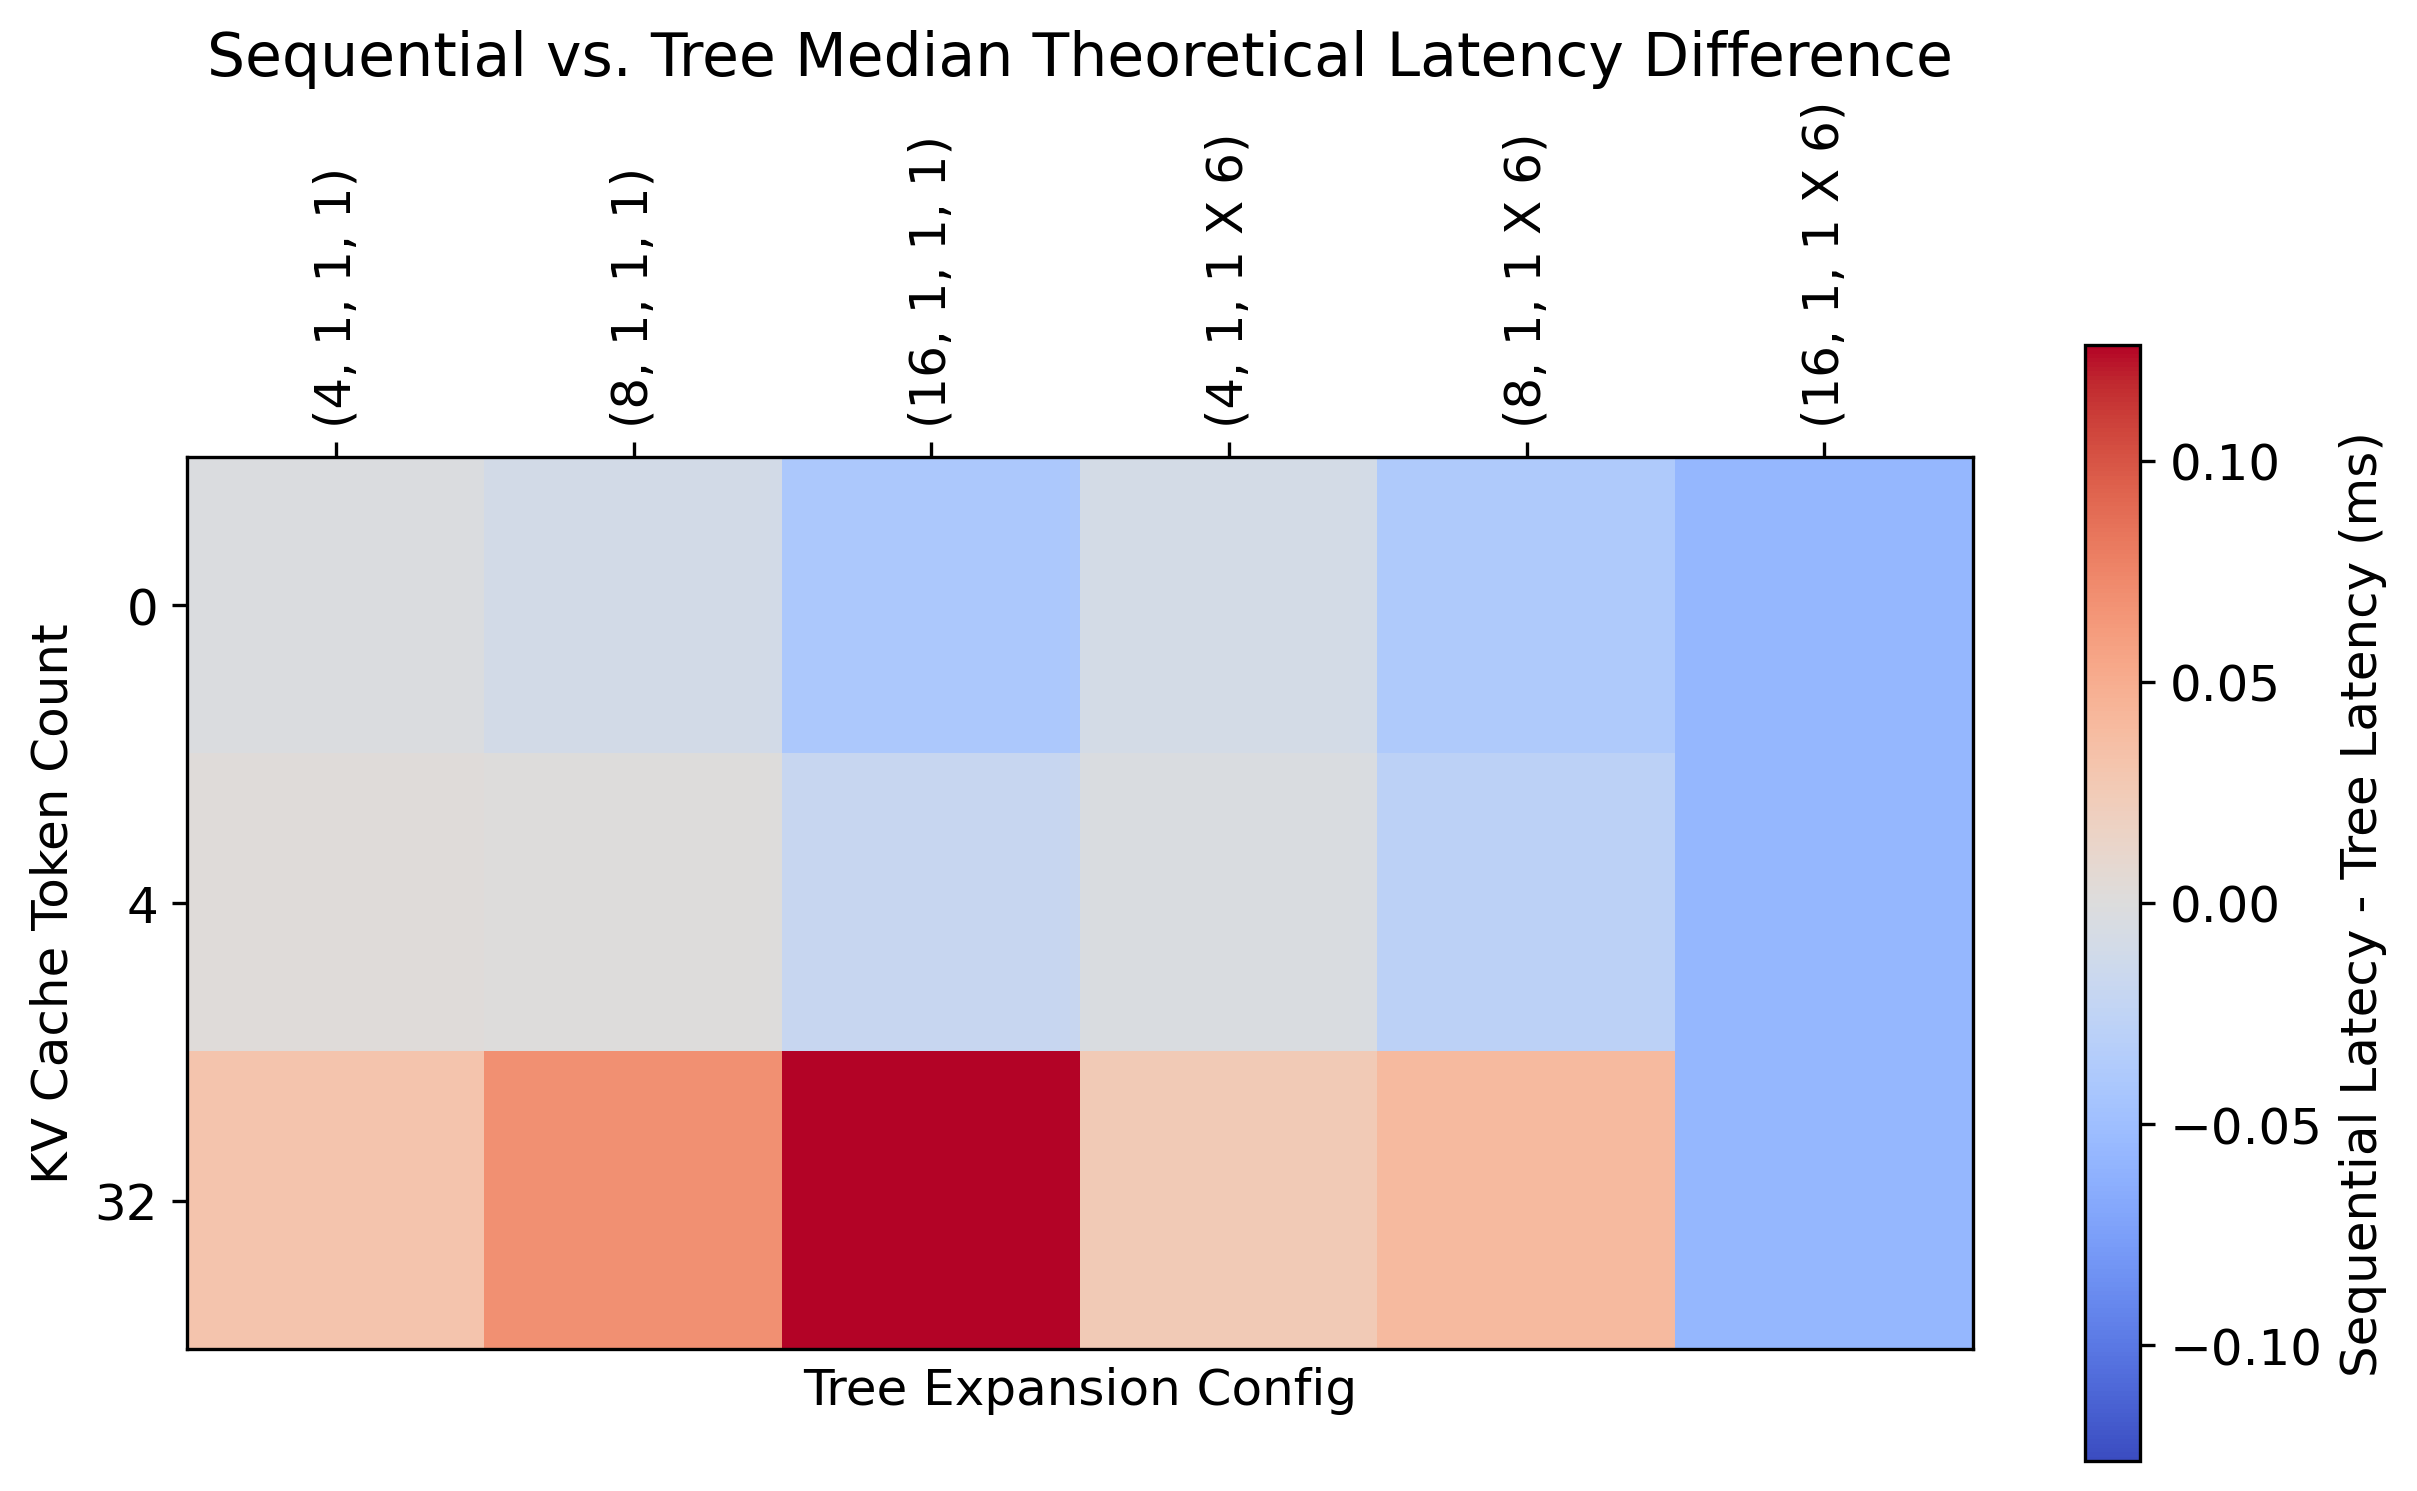 Sequential vs. Tree Median Theoretical Latency Difference
(4, 1, 1, 1)
(8, 1, 1, 1)
(16, 1, 1, 1)
(4, 1, 1 X 6)
(8, 1, 1 X 6)
(16, 1, 1 X 6)
KV Cache Token Count
0
4
32
Tree Expansion Config
0.10
0.05
0.00
−0.05
−0.10
Sequential Latecy - Tree Latency (ms)